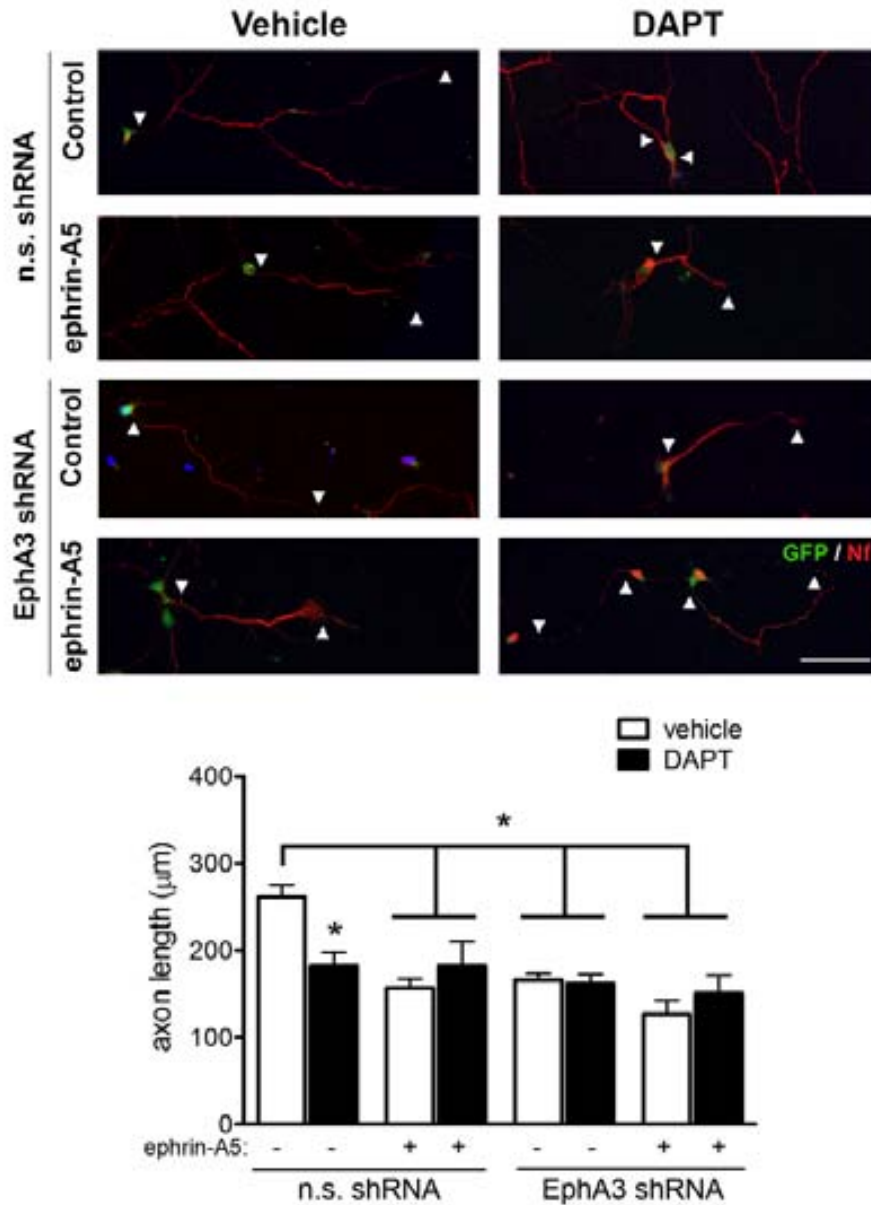 Vehicle DAPT
n.s. shRNA
Control
ephrin-A5
EphA3 shRNA
Control
ephrin-A5
GFP / Nf
vehicle
DAPT
axon length (μm)
400
300
200
100
0
*
*
ephrin-A5: - - + + - - + +
n.s. shRNA EphA3 shRNA